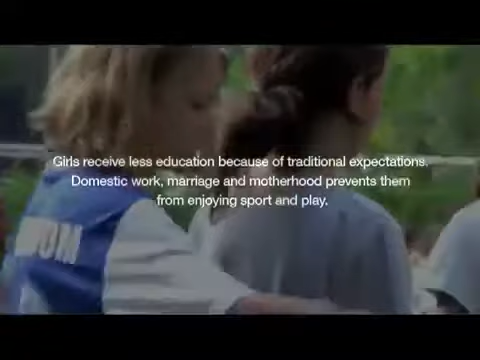 Girls receive less education because of traditional expectations.
Domestic work, marriage and motherhood prevents them
from enjoying sport and play.